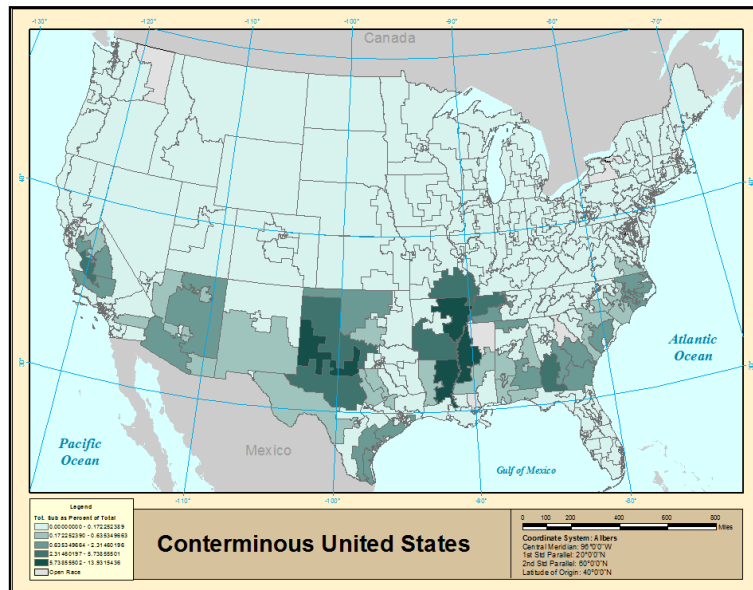 -130°
-120°
-110°
-100°
-90°
-80°
-70°
Canada
40°
40°
30°
30°
Atlantic
Ocean
Pacific
Ocean
Mexico
Gulf of Mexico
-110°
-100°
-90°
-80°
Legend
Tot. Sub as Percent of Total
0.00000000 - 0.172252389
0.172252390 - 0.635349663
0.635349664 - 2.31460196
2.31460197 - 5.73855501
5.73855502 - 13.9315436
Open Race
Conterminous United States
0 200 400 600 800
Miles
Coordinate System: Albers
Central Meridian: 96°0'0"W
1st Std Parallel: 20°0'0"N
2nd Std Parallel: 60°0'0"N
Latitude of Origin: 40°0'0"N